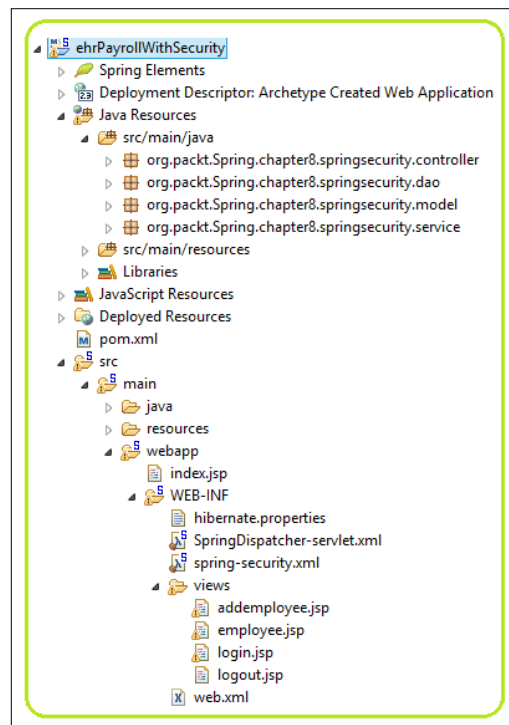 ehrPayrollWithSecurity
Spring Elements
Deployment Descriptor: Archetype Created Web Application
Java Resources
src/main/java
org.packt.Spring.chapter8.springsecurity.controller
org.packt.Spring.chapter8.springsecurity.dao
org.packt.Spring.chapter8.springsecurity.model
org.packt.Spring.chapter8.springsecurity.service
src/main/resources
Libraries
JavaScript Resources
Deployed Resources
pom.xml
src
main
java
resources
webapp
index.jsp
WEB-INF
hibernate.properties
SpringDispatcher-servlet.xml
spring-security.xml
views
addemployee.jsp
employee.jsp
login.jsp
logout.jsp
web.xml